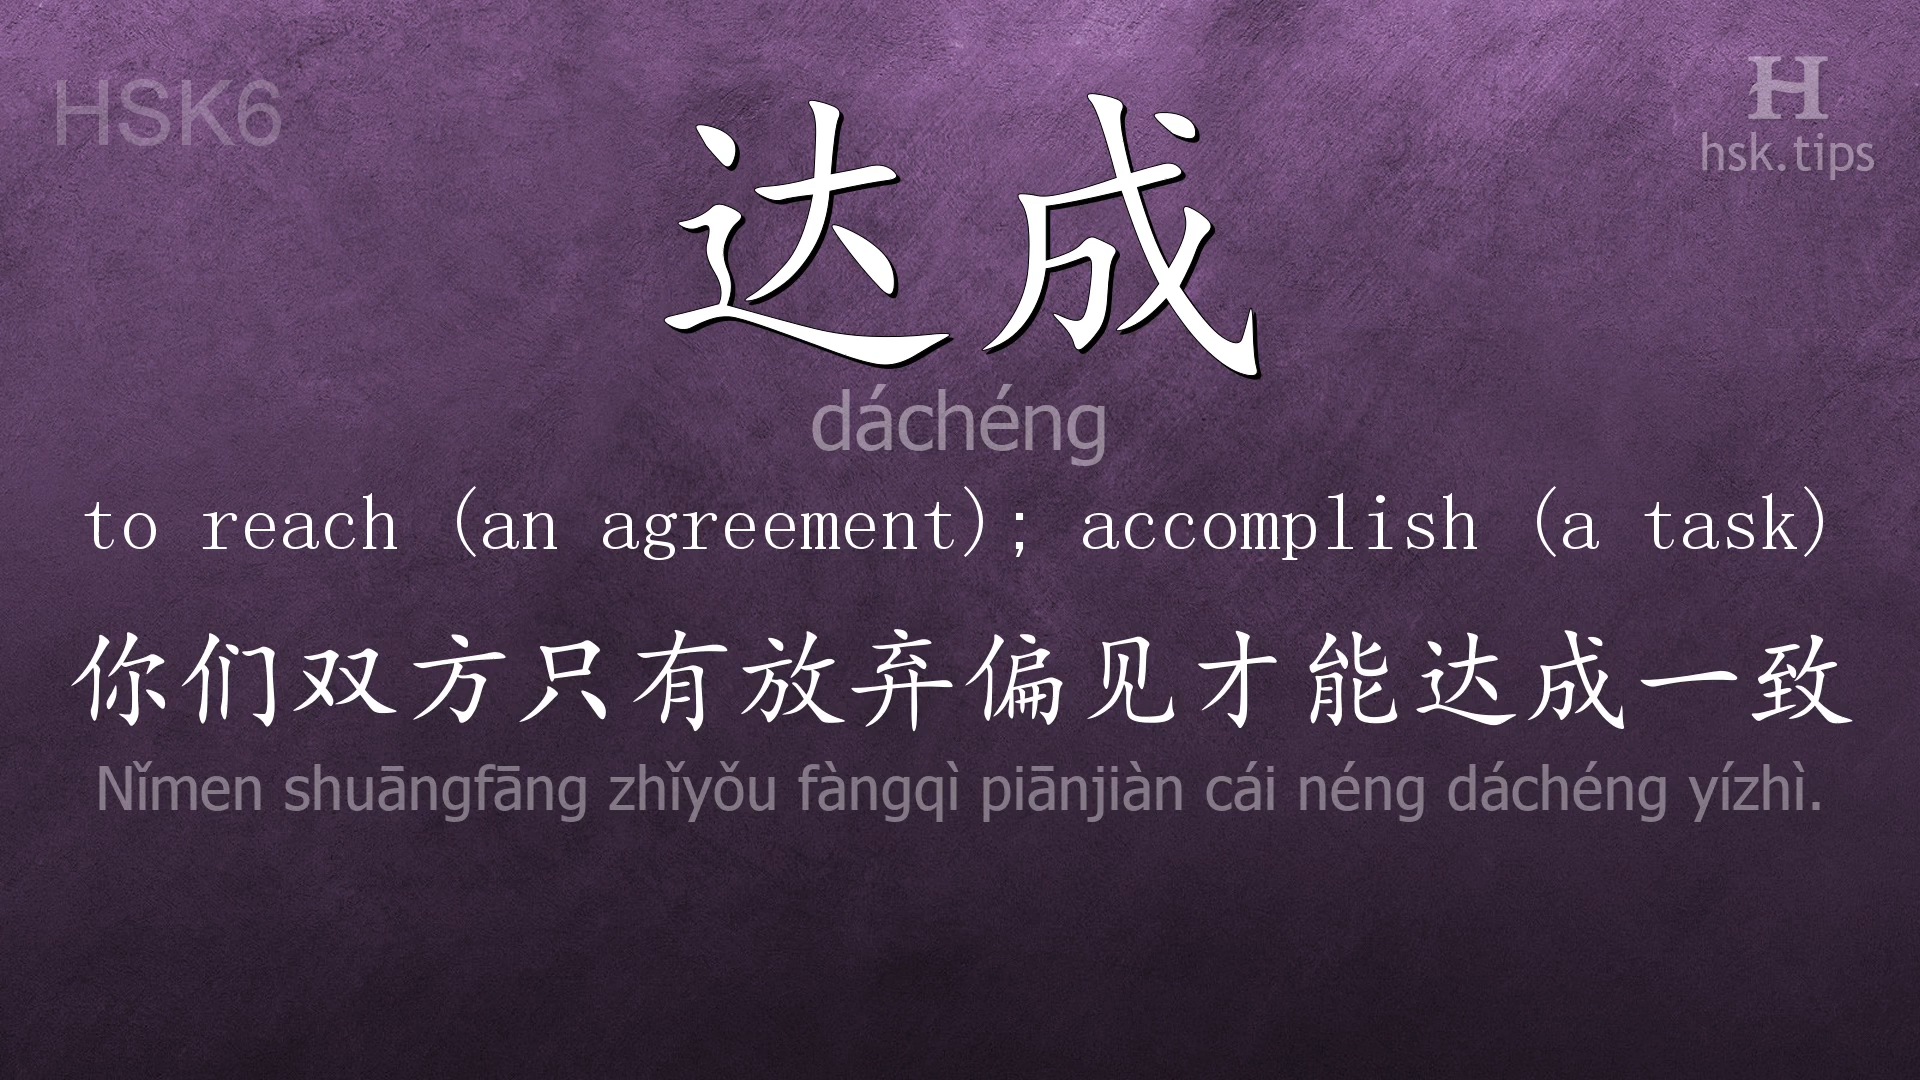 HSK6
H
hsk.tips
达成
dáchéng
to reach (an agreement); accomplish (a task)
你们双方只有放弃偏见才能达成一致
Nǐmen shuāngfāng zhǐyǒu fàngqì piānjiàn cái néng dáchéng yízhì.